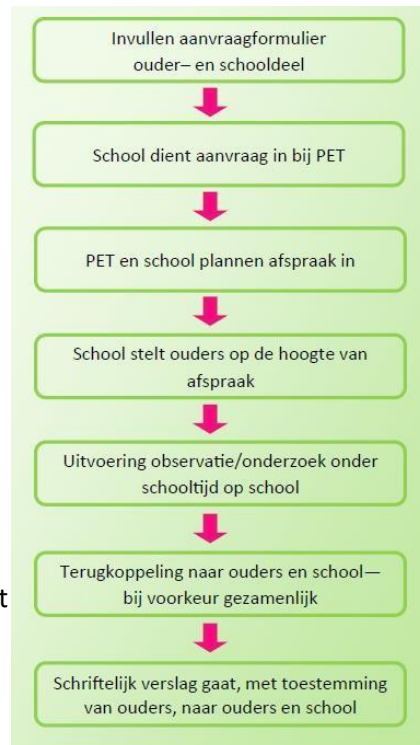 Invullen aanvraagformulier
ouder– en schooldeel
School dient aanvraag in bij PET
PET en school plannen afspraak in
School stelt ouders op de hoogte van
afspraak
Uitvoering observatie/onderzoek onder
schooltijd op school
Terugkoppeling naar ouders en school—
t
bij voorkeur gezamenlijk
Schriftelijk verslag gaat, met toestemming
van ouders, naar ouders en school